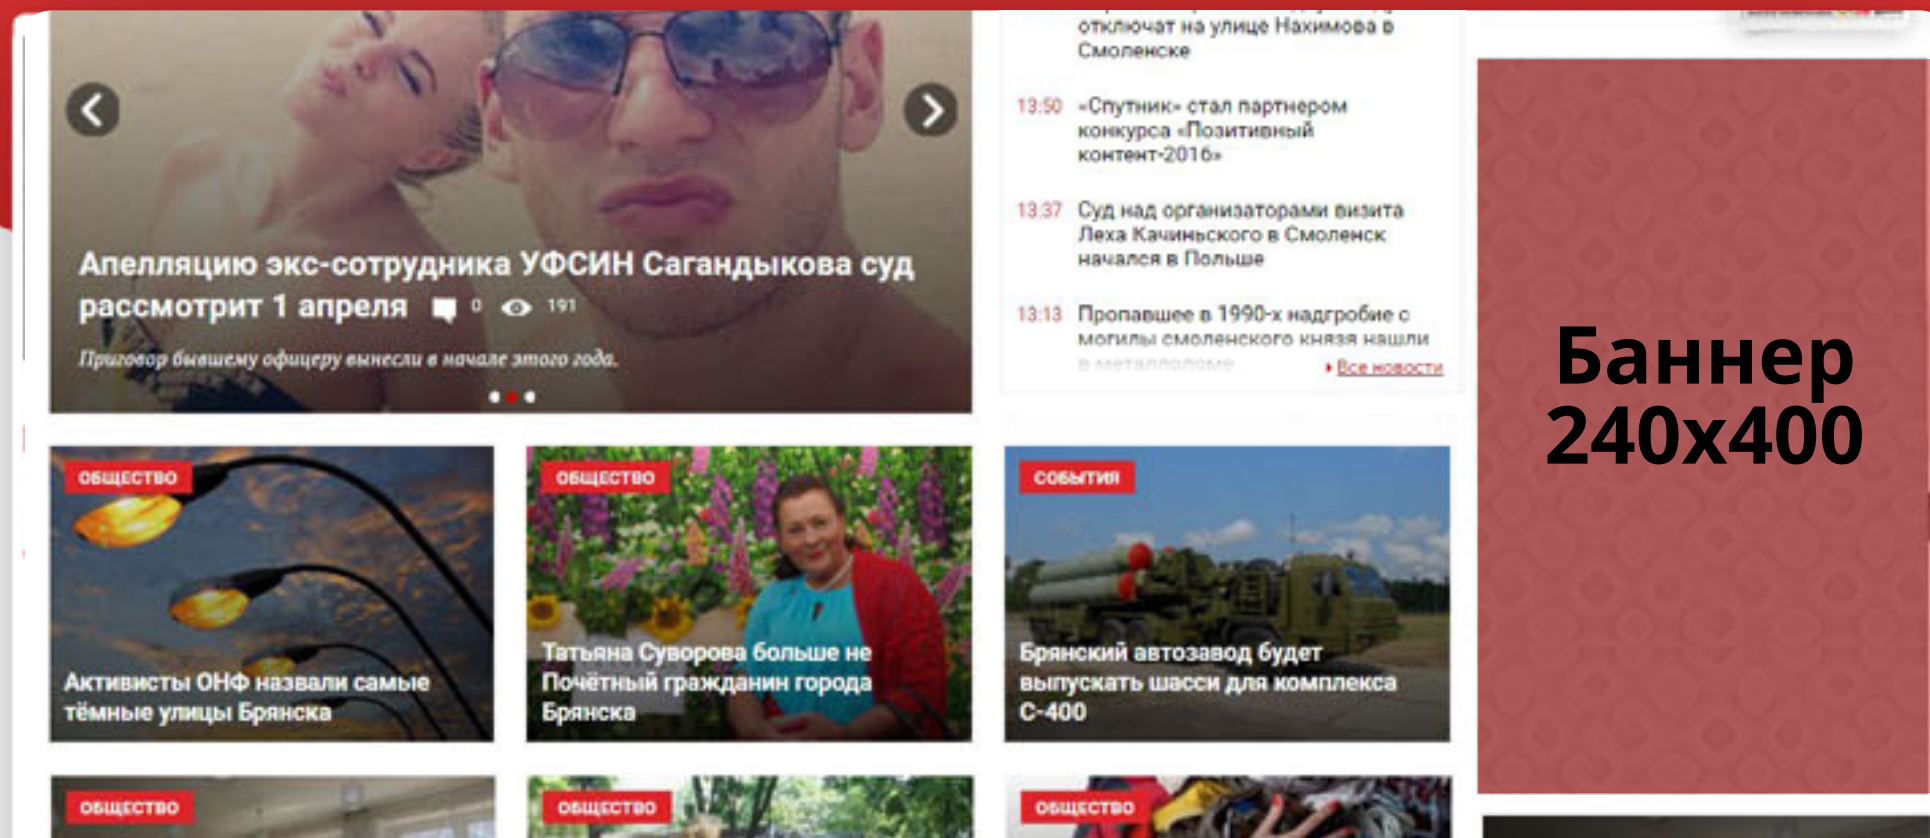 Апелляцию экс-сотрудника УФСИН Сагандыкова суд
рассмотрит 1 апреля 0 191
Приговор бывшему офицеру вынесли в начале этого года.
отключат на улице Нахимова в
Смоленске
13:50 «Спутник» стал партнером
конкурса «Позитивный
контент-2016»
13:37 Суд над организаторами визита
Леха Качиньского в Смоленск
начался в Польше
13:13 Пропавшее в 1990-х надгробие с
могилы смоленского князя нашли
в металлоломе
Все новости
Баннер
240x400
ОБЩЕСТВО
Активисты ОНФ назвали самые
тёмные улицы Брянска
ОБЩЕСТВО
Татьяна Суворова больше не
Почётный гражданин города
Брянска
СОБЫТИЯ
Брянский автозавод будет
выпускать шасси для комплекса
С-400
ОБЩЕСТВО
ОБЩЕСТВО
ОБЩЕСТВО